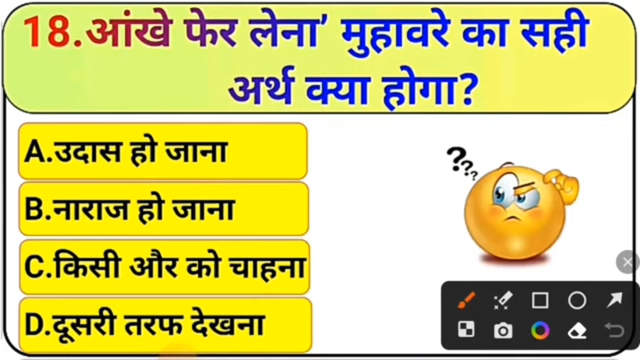 18.आंखे फेर लेना’ मुहावरे का सही
अर्थ क्या होगा?
A.उदास हो जाना
B.नाराज हो जाना
C.किसी और को चाहना
D.दूसरी तरफ देखना
???